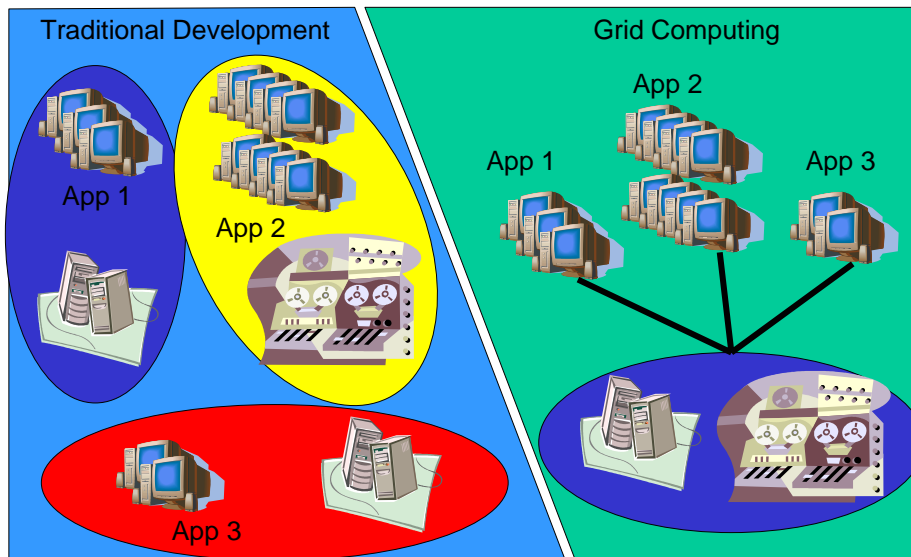 Traditional Development
App 1
App 2
App 3
Grid Computing
App 2
App 1
App 3